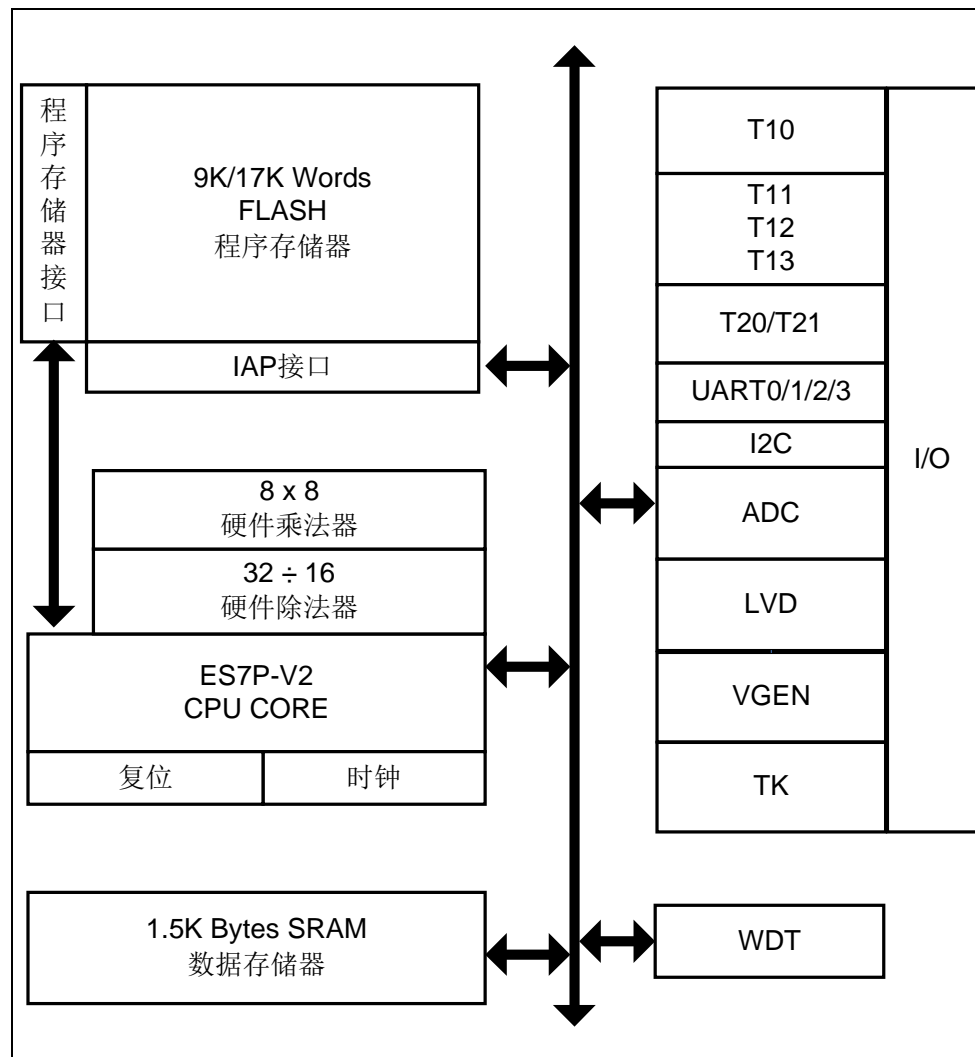 程序存储器接口
9K/17K Words
FLASH
程序存储器
IAP接口
8 x 8
硬件乘法器
32 ÷ 16
硬件除法器
ES7P-V2
CPU CORE
复位
时钟
1.5K Bytes SRAM
数据存储器
T10
T11
T12
T13
T20/T21
UART0/1/2/3
I2C
ADC
LVD
VGEN
TK
I/O
WDT